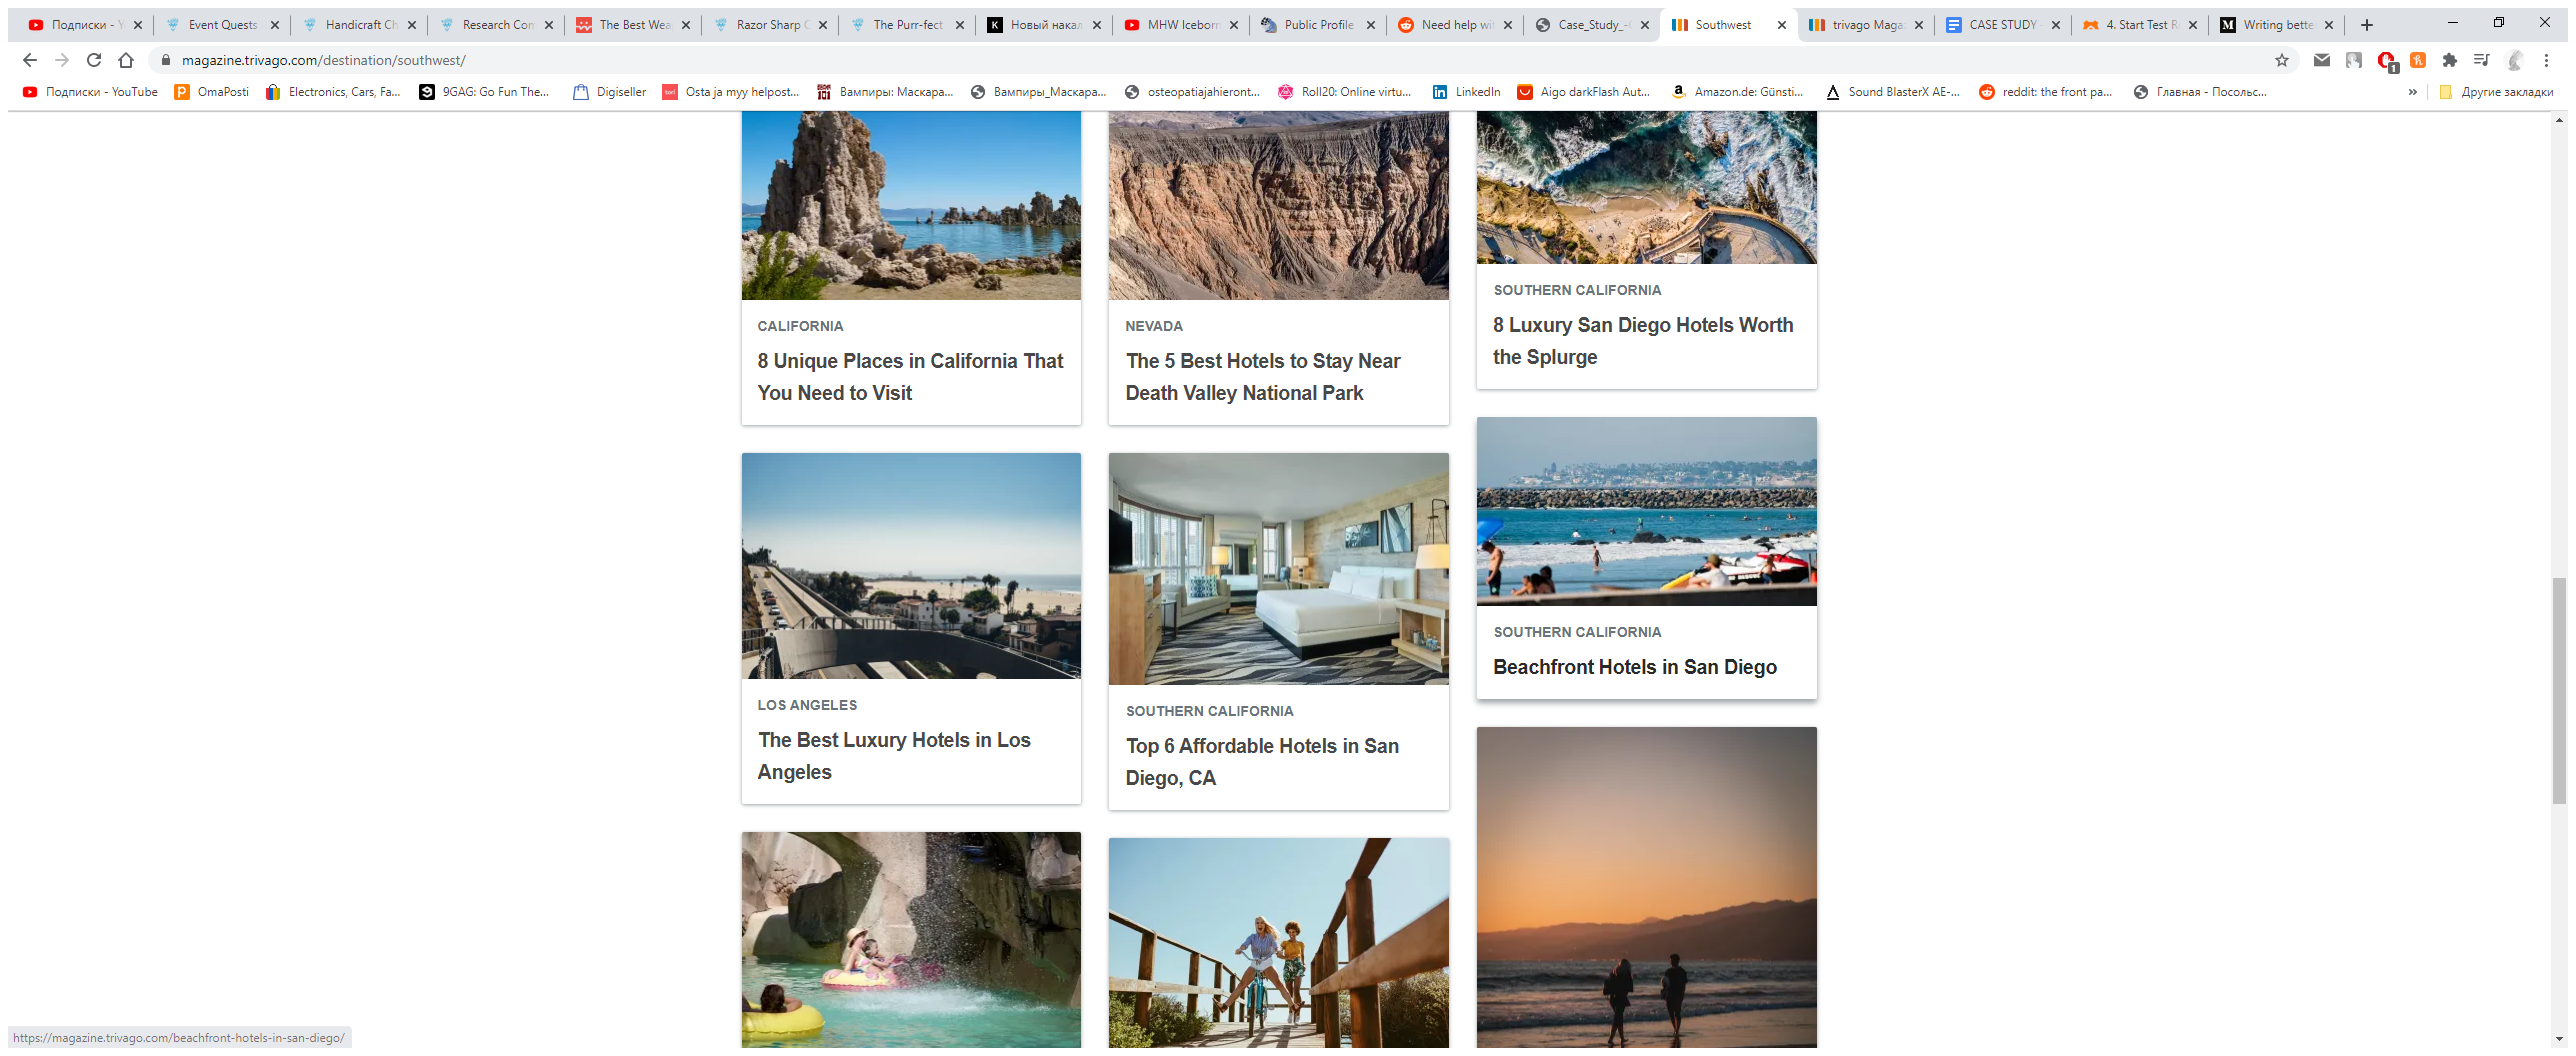 Подписки - Y
Event Quests
Handicraft Ch
Research Com
The Best Wea
Razor Sharp C
The Purr-fect
Новый накал
MHW Iceborn
Public Profile
Need help wit
Case_Study_-
Southwest
trivago Magaz
CASE STUDY -
4. Start Test R
Writing bette
magazine.trivago.com/destination/southwest/
1
Подписки - YouTube
OmaPosti
Electronics, Cars, Fa...
9GAG: Go Fun The...
Digiseller
Osta ja myy helpost...
Вампиры: Маскара...
Вампиры_Маскара...
osteopatiajahieront...
Roll20: Online virtu...
LinkedIn
Aigo darkFlash Aut...
Amazon.de: Günsti...
Sound BlasterX AE-...
reddit: the front pa...
Главная - Посольс...
»
Другие закладки
CALIFORNIA
8 Unique Places in California That
You Need to Visit
NEVADA
The 5 Best Hotels to Stay Near
Death Valley National Park
SOUTHERN CALIFORNIA
8 Luxury San Diego Hotels Worth
the Splurge
LOS ANGELES
The Best Luxury Hotels in Los
Angeles
SOUTHERN CALIFORNIA
Top 6 Affordable Hotels in San
Diego, CA
SOUTHERN CALIFORNIA
Beachfront Hotels in San Diego
https://magazine.trivago.com/beachfront-hotels-in-san-diego/